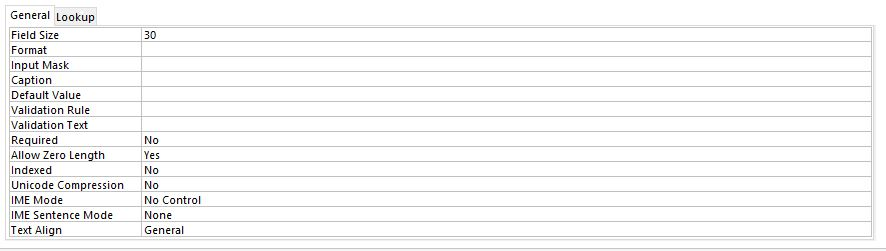 General Lookup
Field Size 30
Format
Input Mask
Caption
Default Value
Validation Rule
Validation Text
Required No
Allow Zero Length Yes
Indexed No
Unicode Compression No
IME Mode No Control
IME Sentence Mode None
Text Align General